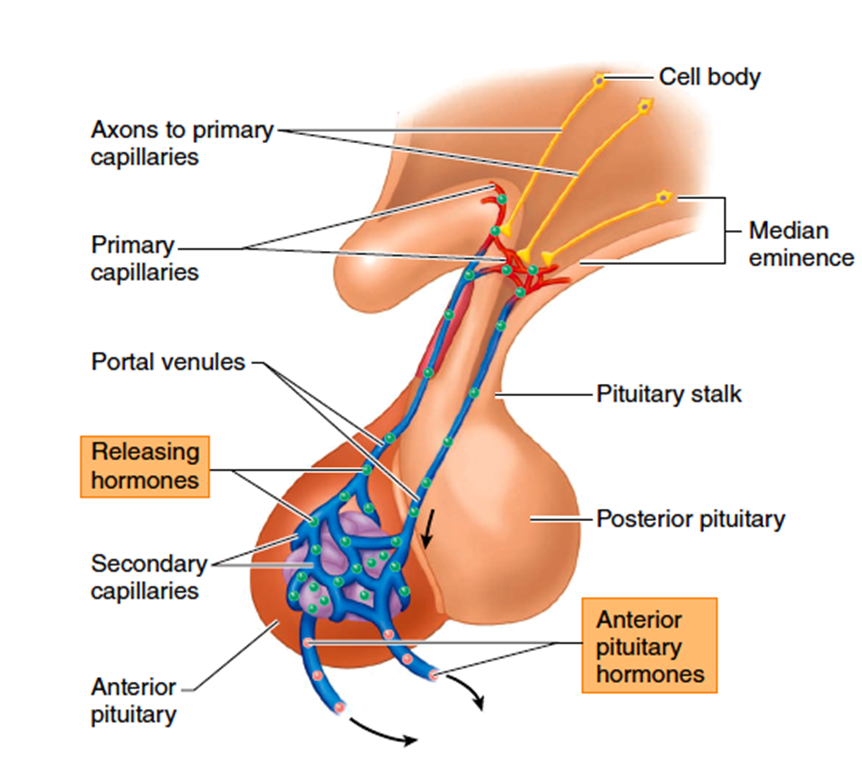 Cell body
Axons to primary
capillaries
Primary
capillaries
Median
eminence
Portal venules
Pituitary stalk
Releasing
hormones
Posterior pituitary
Secondary
capillaries
Anterior
pituitary
hormones
Anterior
pituitary